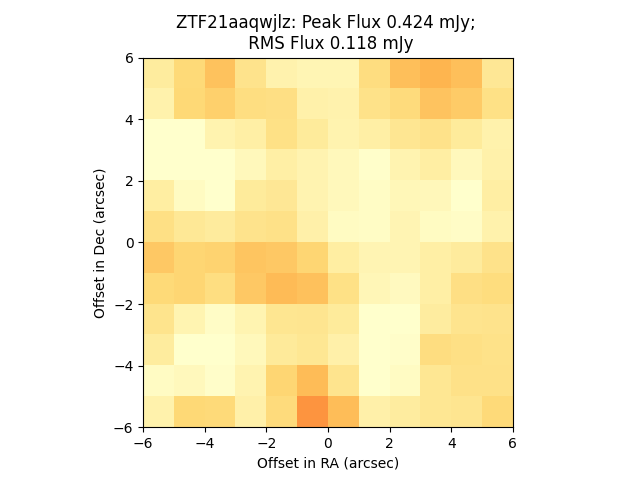 ZTF21aaqwjlz: Peak Flux 0.424 mJy;
RMS Flux 0.118 mJy
6
4
2
0
−2
−4
−6
Offset in Dec (arcsec)
−6 −4 −2 0 2 4 6
Offset in RA (arcsec)